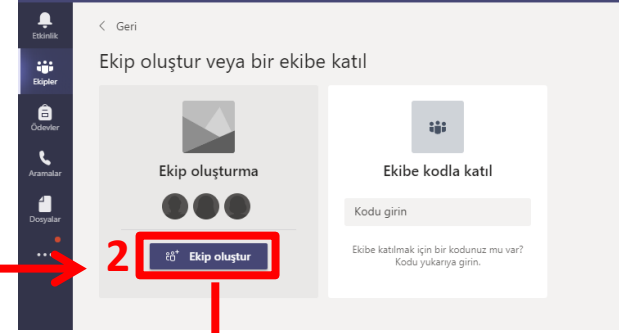 Etkinlik
Ekipler
Ödevler
Aramalar
Dosyalar
Geri
Ekip oluştur veya bir ekibe katıl
Ekip oluşturma
2
Ekip oluştur
Ekibe kodla katıl
Kodu girin
Ekibe katılmak için bir kodunuz mu var?
Kodu yukarıya girin.